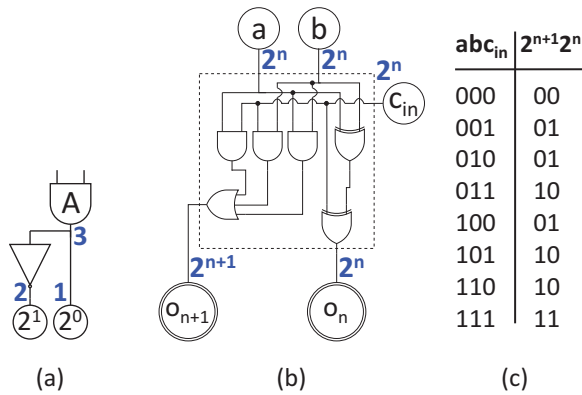 A
3
2 1
2¹ 2⁰
(a)
a b
2ⁿ 2ⁿ 2ⁿ
cᵢₙ
2ⁿ⁺¹ 2ⁿ
oₙ₊₁ oₙ
(b)
abcᵢₙ 2ⁿ⁺¹2ⁿ
000 00
001 01
010 01
011 10
100 01
101 10
110 10
111 11
(c)